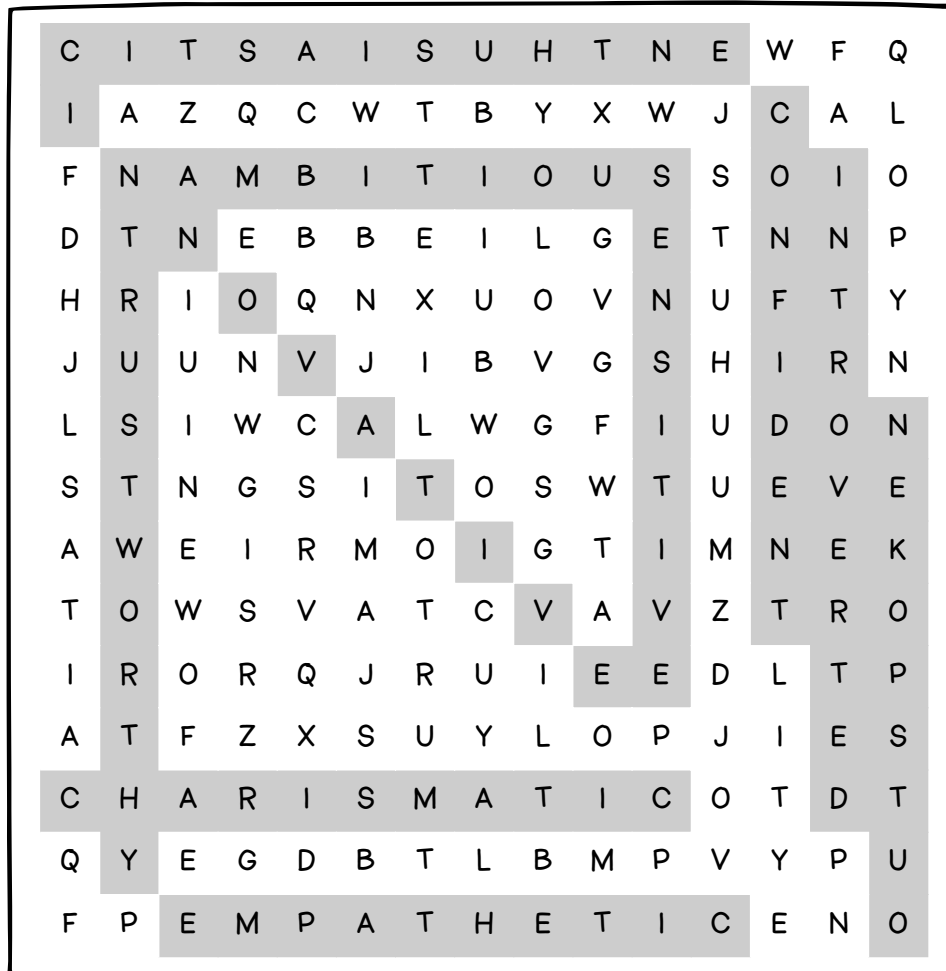 C I T S A I S U H T N E W F Q
I A Z Q C W T B Y X W J C A L
F N A M B I T I O U S S O I O
D T N E B B E I L G E T N N P
H R I O Q N X U O V N U F T Y
J U U N V J I B V G S H I R N
L S I W C A L W G F I U D O N
S T N G S I T O S W T U E V E
A W E I R M O I G T I M N E K
T O W S V A T C V A V Z T R O
I R O R Q J R U I E E D L T P
A T F Z X S U Y L O P J I E S
C H A R I S M A T I C O T D T
Q Y E G D B T L B M P V Y P U
F P E M P A T H E T I C E N O